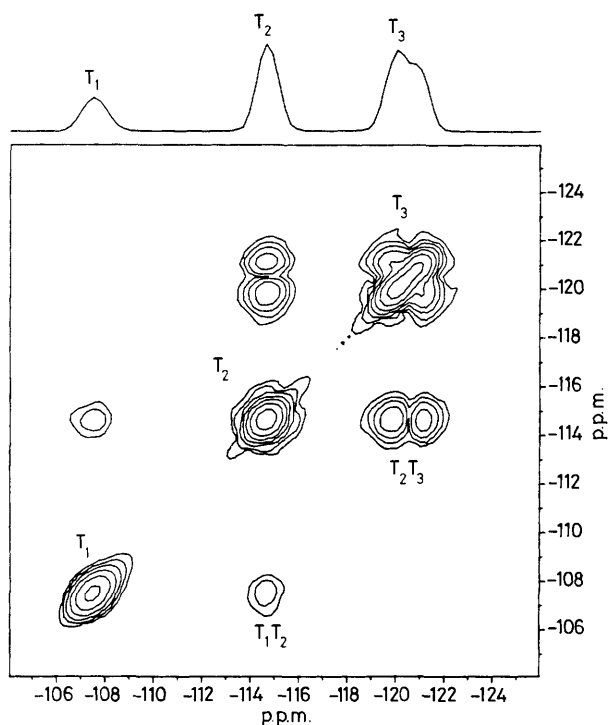 T₁
T₂
T₃
T₃
T₂
T₂T₃
T₁
T₁T₂
-124
-122
-120
-118
-116
-114
-110
-108
-106
p.p.m.
-106 -108 -110 -112 -114 -116 -118 -120 -122 -124
p.p.m.